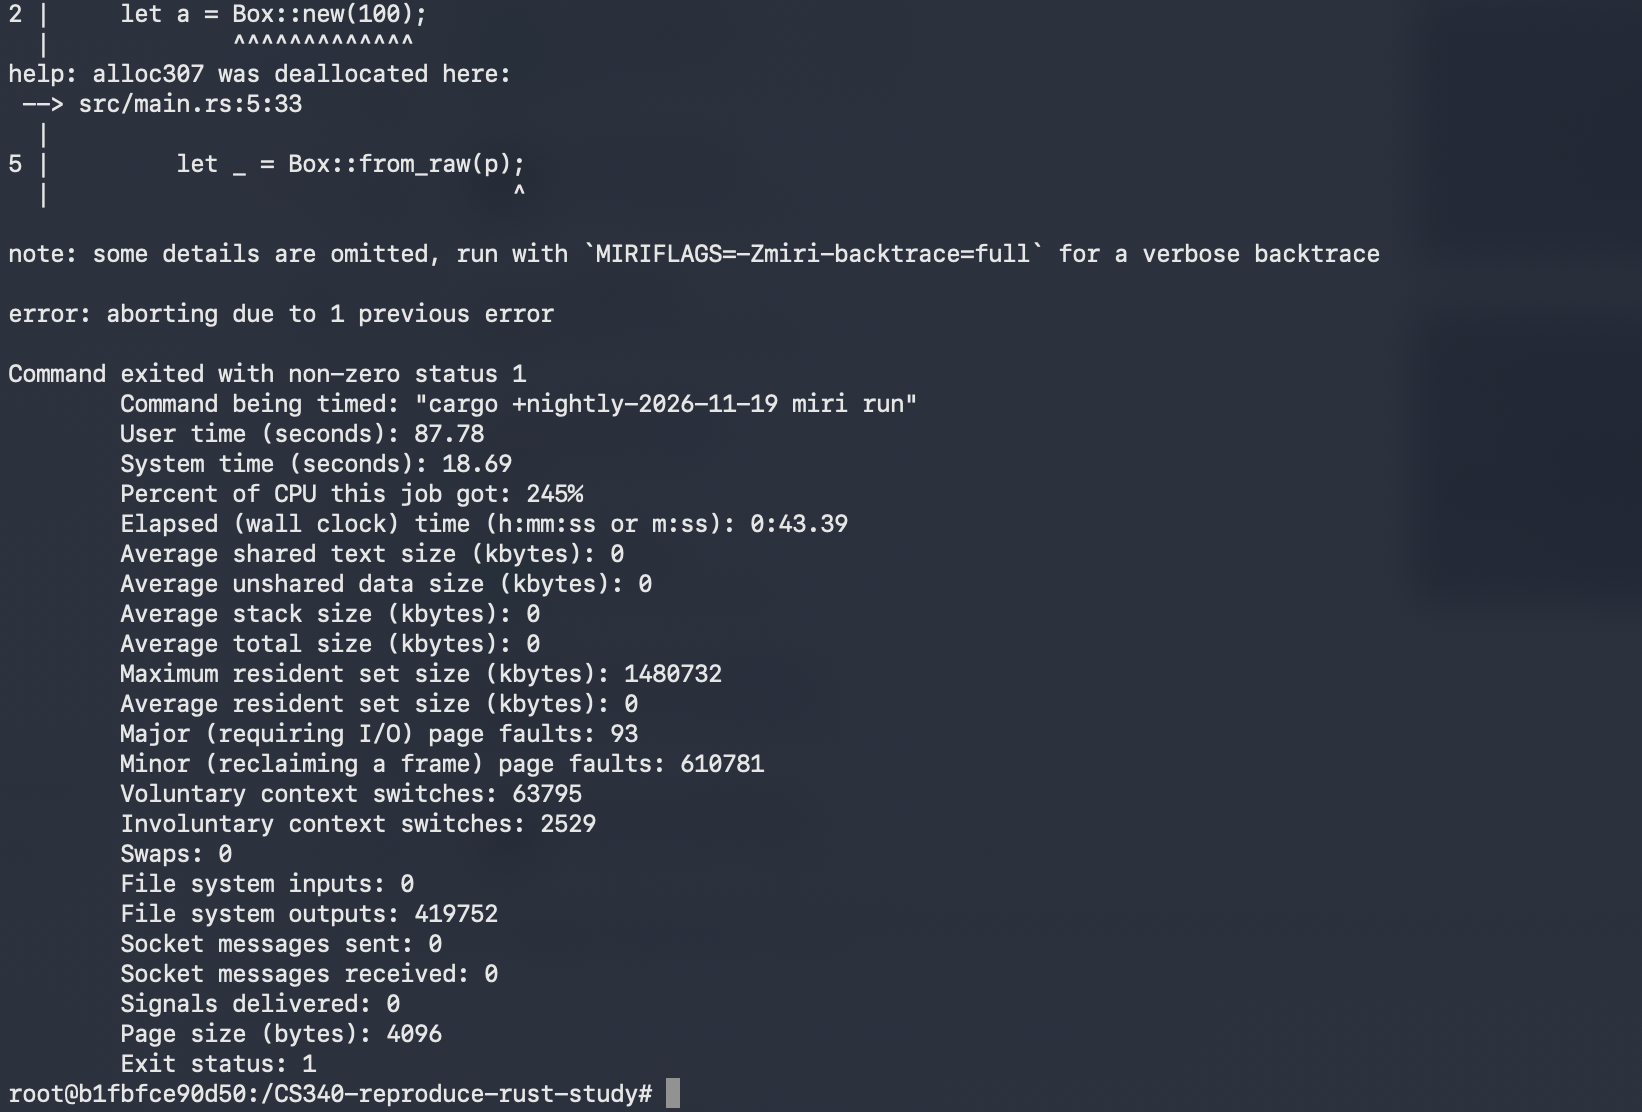 2 |     let a = Box::new(100);
  |             ^^^^^^^^^^^^^
help: alloc307 was deallocated here:
 --> src/main.rs:5:33
  |
5 |         let _ = Box::from_raw(p);
  |                                 ^
note: some details are omitted, run with `MIRIFLAGS=-Zmiri-backtrace=full` for a verbose backtrace
error: aborting due to 1 previous error
Command exited with non-zero status 1
        Command being timed: "cargo +nightly-2026-11-19 miri run"
        User time (seconds): 87.78
        System time (seconds): 18.69
        Percent of CPU this job got: 245%
        Elapsed (wall clock) time (h:mm:ss or m:ss): 0:43.39
        Average shared text size (kbytes): 0
        Average unshared data size (kbytes): 0
        Average stack size (kbytes): 0
        Average total size (kbytes): 0
        Maximum resident set size (kbytes): 1480732
        Average resident set size (kbytes): 0
        Major (requiring I/O) page faults: 93
        Minor (reclaiming a frame) page faults: 610781
        Voluntary context switches: 63795
        Involuntary context switches: 2529
        Swaps: 0
        File system inputs: 0
        File system outputs: 419752
        Socket messages sent: 0
        Socket messages received: 0
        Signals delivered: 0
        Page size (bytes): 4096
        Exit status: 1
root@b1fbfce90d50:/CS340-reproduce-rust-study#